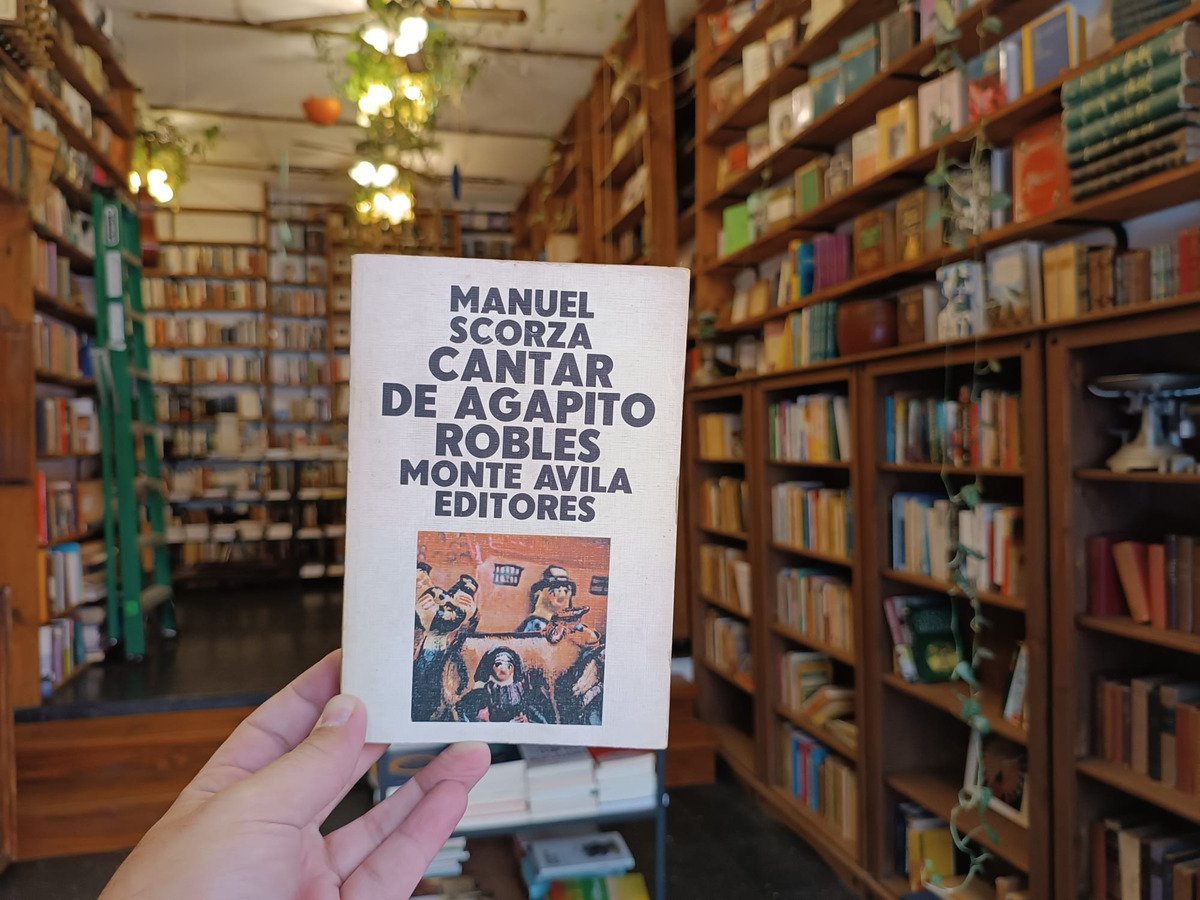 MANUEL
SCORZA
CANTAR
DE AGAPITO
ROBLES
MONTE AVILA
EDITORES